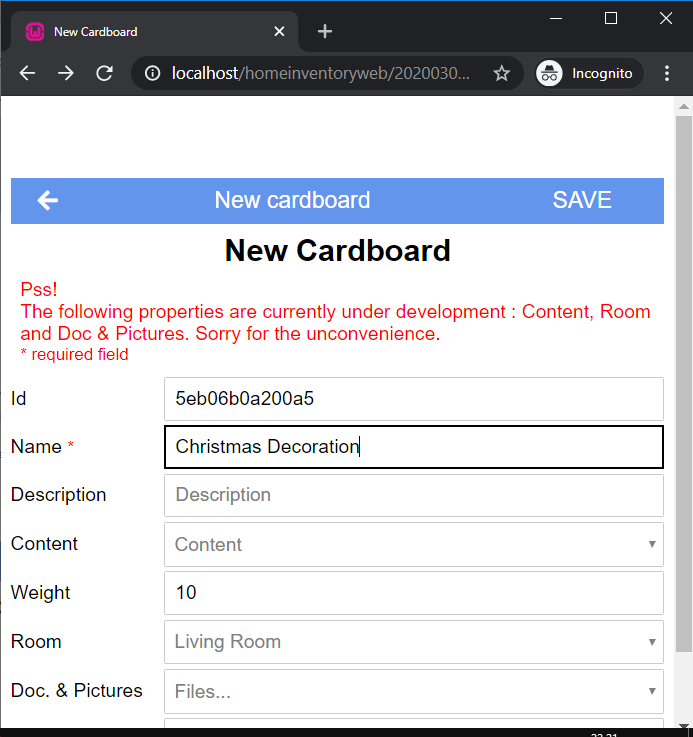 New Cardboard
localhost/homeinventoryweb/2020030...
Incognito
New cardboard
SAVE
New Cardboard
Pss!
The following properties are currently under development : Content, Room
and Doc & Pictures. Sorry for the unconvenience.
* required field
Id
5eb06b0a200a5
Name *
Christmas Decoration
Description
Description
Content
Content
Weight
10
Room
Living Room
Doc. & Pictures
Files...